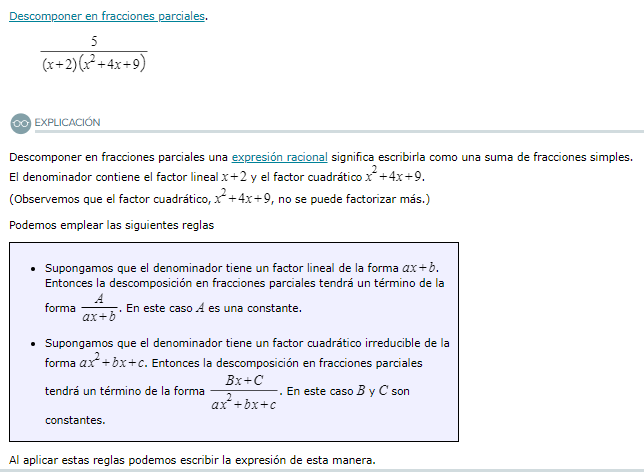 Descomponer en fracciones parciales.
5
(x+2)(x²+4x+9)
EXPLICACIÓN
Descomponer en fracciones parciales una expresión racional significa escribirla como una suma de fracciones simples.
El denominador contiene el factor lineal x+2 y el factor cuadrático x²+4x+9.
(Observemos que el factor cuadrático, x²+4x+9, no se puede factorizar más.)
Podemos emplear las siguientes reglas
• Supongamos que el denominador tiene un factor lineal de la forma ax+b.
Entonces la descomposición en fracciones parciales tendrá un término de la
forma A/(ax+b). En este caso A es una constante.
• Supongamos que el denominador tiene un factor cuadrático irreducible de la
forma ax²+bx+c. Entonces la descomposición en fracciones parciales
tendrá un término de la forma (Bx+C)/(ax²+bx+c). En este caso B y C son
constantes.
Al aplicar estas reglas podemos escribir la expresión de esta manera.